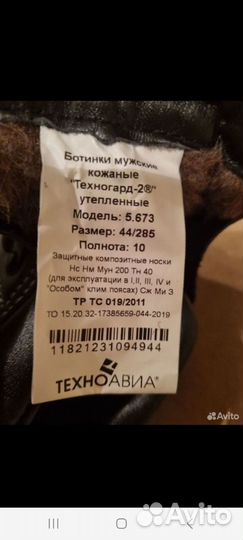 Ботинки мужские
кожаные
"Техногард-2®"
утепленные
Модель: 5.673
Размер: 44/285
Полнота: 10
Защитные композитные носки
Нс Нм Мун 200 Тн 40
(для эксплуатации в I,II, III, IV и
"Особом" клим поясах) Сж Ми З
ТР ТС 019/2011
ТО 15.20.32-17385659-044-2019
11821231094944
ТЕХНОАВИА®
Avito
Avito